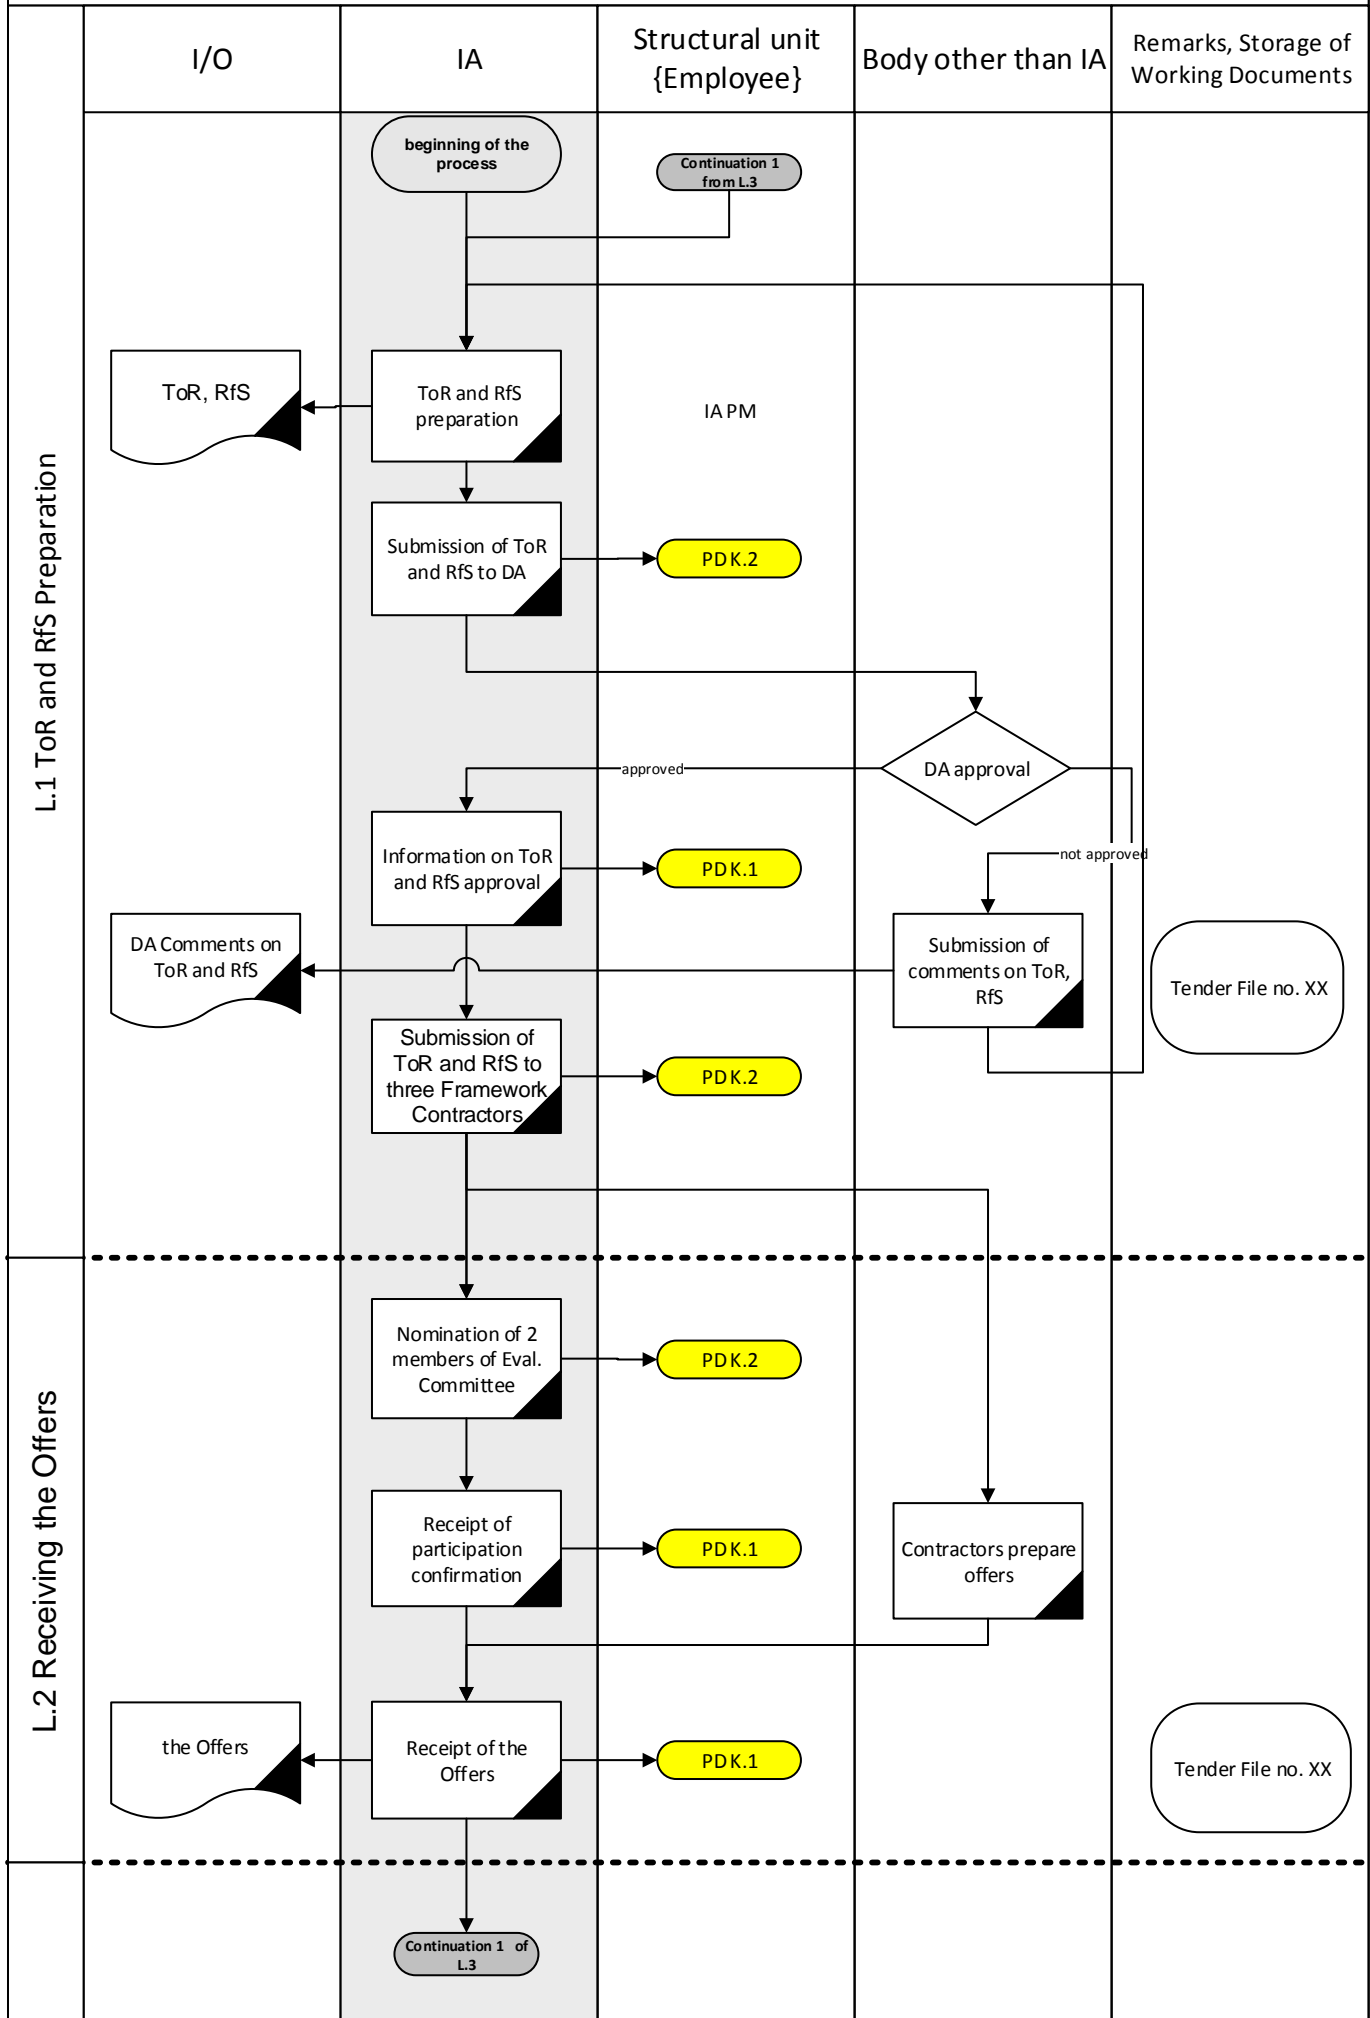 I/O
IA
Structural unit
{Employee}
Body other than IA
Remarks, Storage of
Working Documents
L.1 ToR and RfS Preparation
beginning of the
process
Continuation 1
from L.3
ToR, RfS
ToR and RfS
preparation
IA PM
Submission of ToR
and RfS to DA
PDK.2
DA approval
approved
not approved
Information on ToR
and RfS approval
PDK.1
DA Comments on
ToR and RfS
Submission of
comments on ToR,
RfS
Tender File no. XX
Submission of
ToR and RfS to
three Framework
Contractors
PDK.2
L.2 Receiving the Offers
Nomination of 2
members of Eval.
Committee
PDK.2
Receipt of
participation
confirmation
PDK.1
Contractors prepare
offers
the Offers
Receipt of the
Offers
PDK.1
Tender File no. XX
Continuation 1 of
L.3